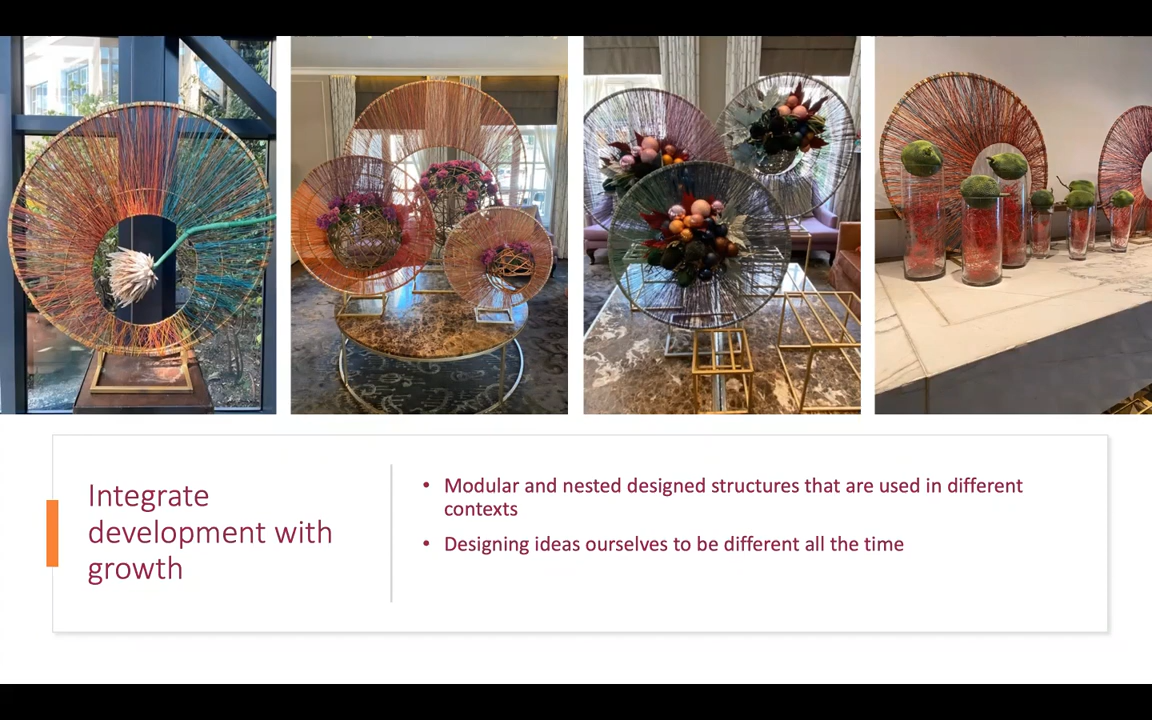 Integrate
development with
growth
• Modular and nested designed structures that are used in different
contexts
• Designing ideas ourselves to be different all the time